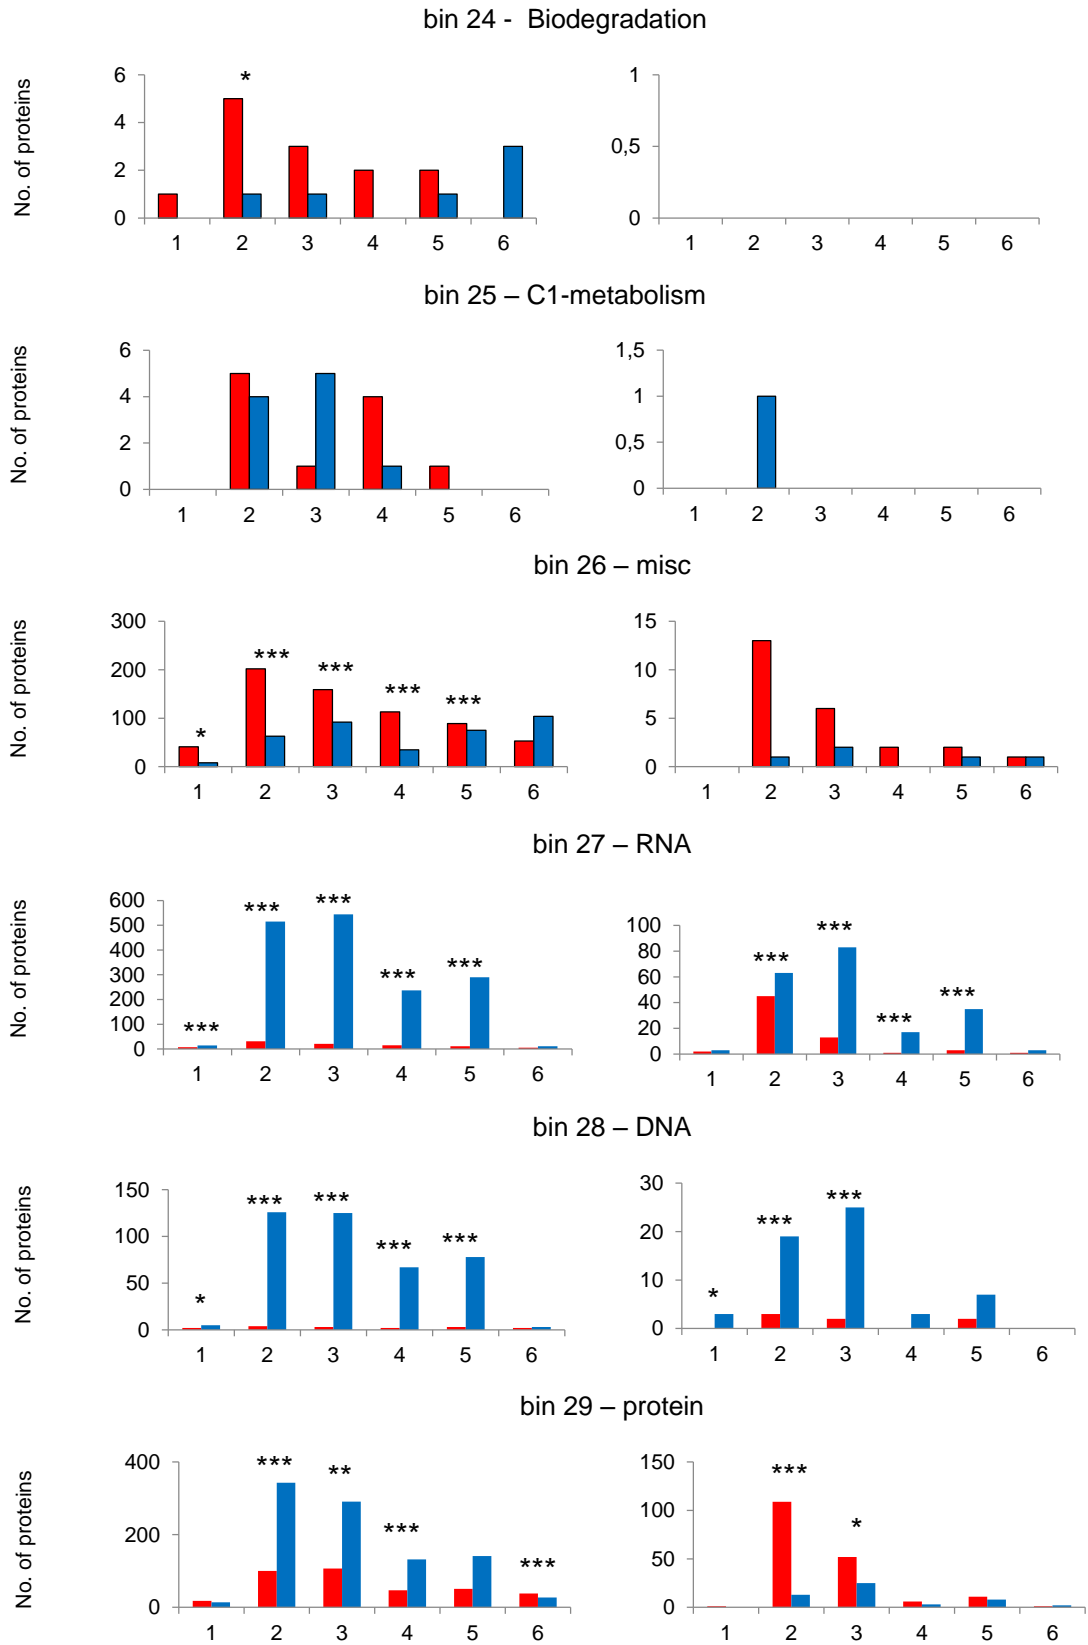 bin 24 - Biodegradation
No. of proteins
6
4
2
0
*
1 2 3 4 5 6
1
0,5
0
1 2 3 4 5 6
bin 25 – C1-metabolism
No. of proteins
6
4
2
0
1 2 3 4 5 6
1,5
1
0,5
0
1 2 3 4 5 6
bin 26 – misc
No. of proteins
300
200
100
0
* *** *** *** ***
1 2 3 4 5 6
15
10
5
0
1 2 3 4 5 6
bin 27 – RNA
No. of proteins
600
500
400
300
200
100
0
*** *** *** *** ***
1 2 3 4 5 6
100
80
60
40
20
0
*** *** *** ***
1 2 3 4 5 6
bin 28 – DNA
No. of proteins
150
100
50
0
* *** *** *** ***
1 2 3 4 5 6
30
20
10
0
* *** ***
1 2 3 4 5 6
bin 29 – protein
No. of proteins
400
200
0
*** ** *** ***
1 2 3 4 5 6
150
100
50
0
*** *
1 2 3 4 5 6